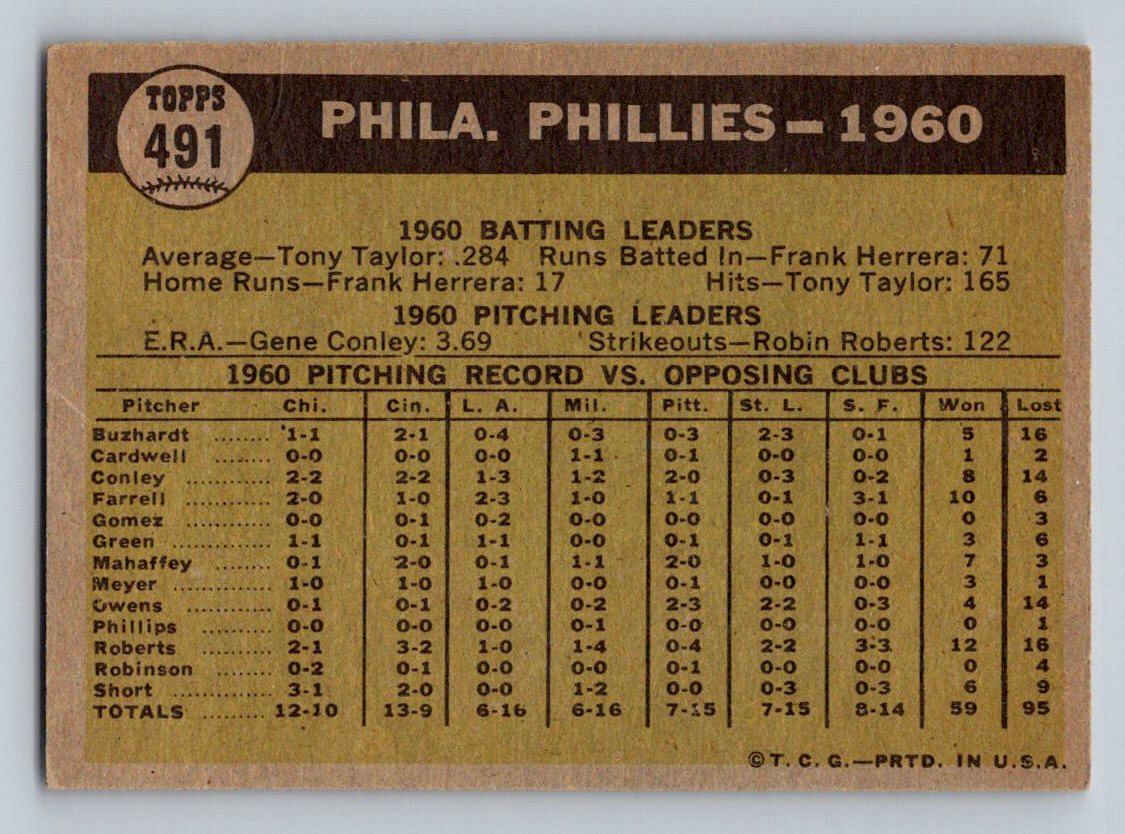 TOPPS
491
PHILA. PHILLIES — 1960
1960 BATTING LEADERS
Average—Tony Taylor: .284 Runs Batted In—Frank Herrera: 71
Home Runs—Frank Herrera: 17 Hits—Tony Taylor: 165
1960 PITCHING LEADERS
E.R.A.—Gene Conley: 3.69 Strikeouts—Robin Roberts: 122
1960 PITCHING RECORD VS. OPPOSING CLUBS
Pitcher Chi. Cin. L. A. Mil. Pitt. St. L. S. F. Won Lost
Buzhardt ........ 1-1 2-1 0-4 0-3 0-3 2-3 0-1 5 16
Cardwell ........ 0-0 0-0 0-0 1-1 0-1 0-0 0-0 1 2
Conley ............ 2-2 2-2 1-3 1-2 2-0 0-3 0-2 8 14
Farrell ............ 2-0 1-0 2-3 1-0 1-1 0-1 3-1 10 6
Gomez ............ 0-0 0-1 0-2 0-0 0-0 0-0 0-0 0 3
Green .............. 1-1 0-1 1-1 0-0 0-1 0-1 1-1 3 6
Mahaffey ........ 0-1 2-0 0-1 1-1 2-0 1-0 1-0 7 3
Meyer .............. 1-0 1-0 1-0 0-0 0-1 0-0 0-0 3 1
Owens ............ 0-1 0-1 0-2 0-2 2-3 2-2 0-3 4 14
Phillips .......... 0-0 0-0 0-0 0-1 0-0 0-0 0-0 0 1
Roberts .......... 2-1 3-2 1-0 1-4 0-4 2-2 3-3 12 16
Robinson ........ 0-2 0-1 0-0 0-0 0-1 0-0 0-0 0 4
Short .............. 3-1 2-0 0-0 1-2 0-0 0-3 0-3 6 9
TOTALS ......... 12-10 13-9 6-16 6-16 7-15 7-15 8-14 59 95
©T. C. G.—PRTD. IN U.S.A.